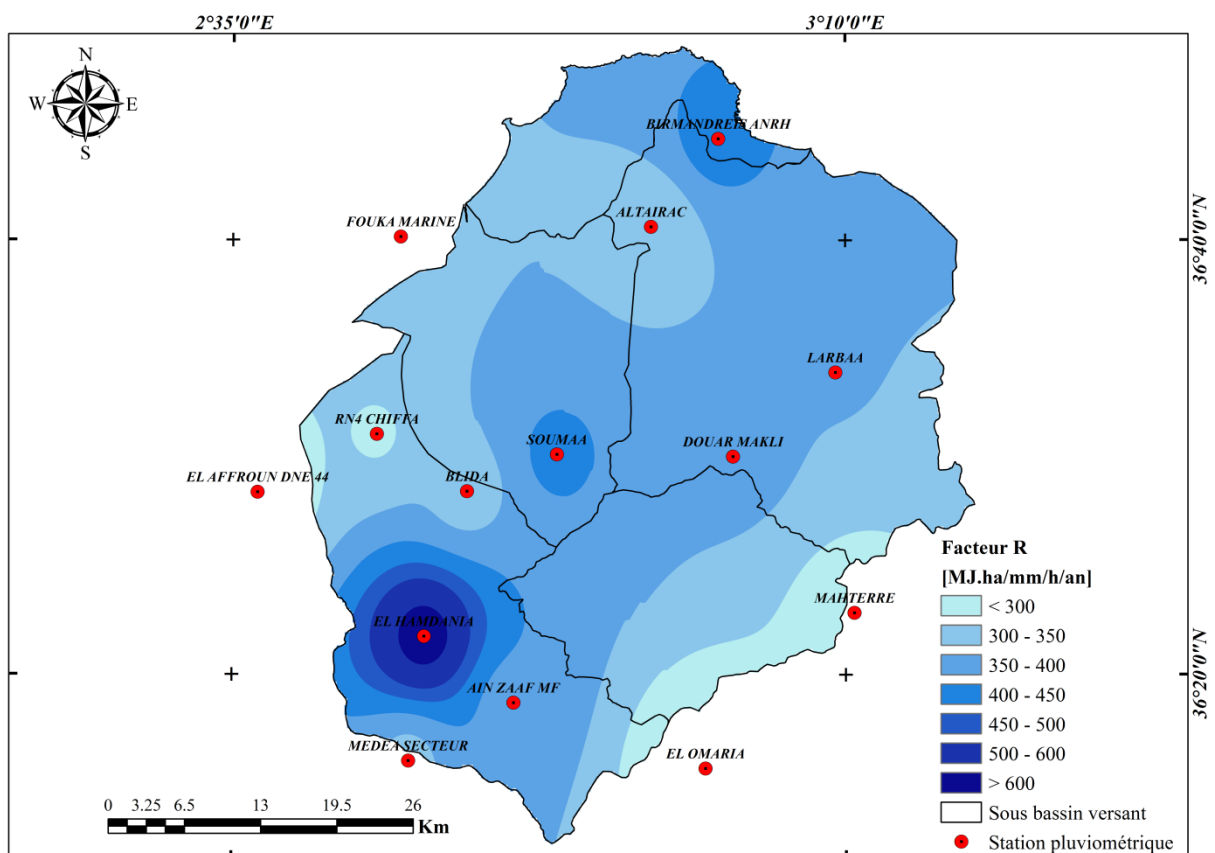 2°35'0"E
3°10'0"E
N
W
E
S
BIRMANDREIS ANRH
FOUKA MARINE
ALTAIRAC
36°40'0"N
LARBAA
RN4 CHIFFA
SOUMAA
DOUAR MAKLI
EL AFFROUN DNE 44
BLIDA
MAHTERRE
EL HAMDANIA
AIN ZAAF MF
MEDEA SECTEUR
EL OMARIA
36°20'0"N
Facteur R
[MJ.ha/mm/h/an]
< 300
300 - 350
350 - 400
400 - 450
450 - 500
500 - 600
> 600
Sous bassin versant
Station pluviométrique
0 3.25 6.5 13 19.5 26
Km